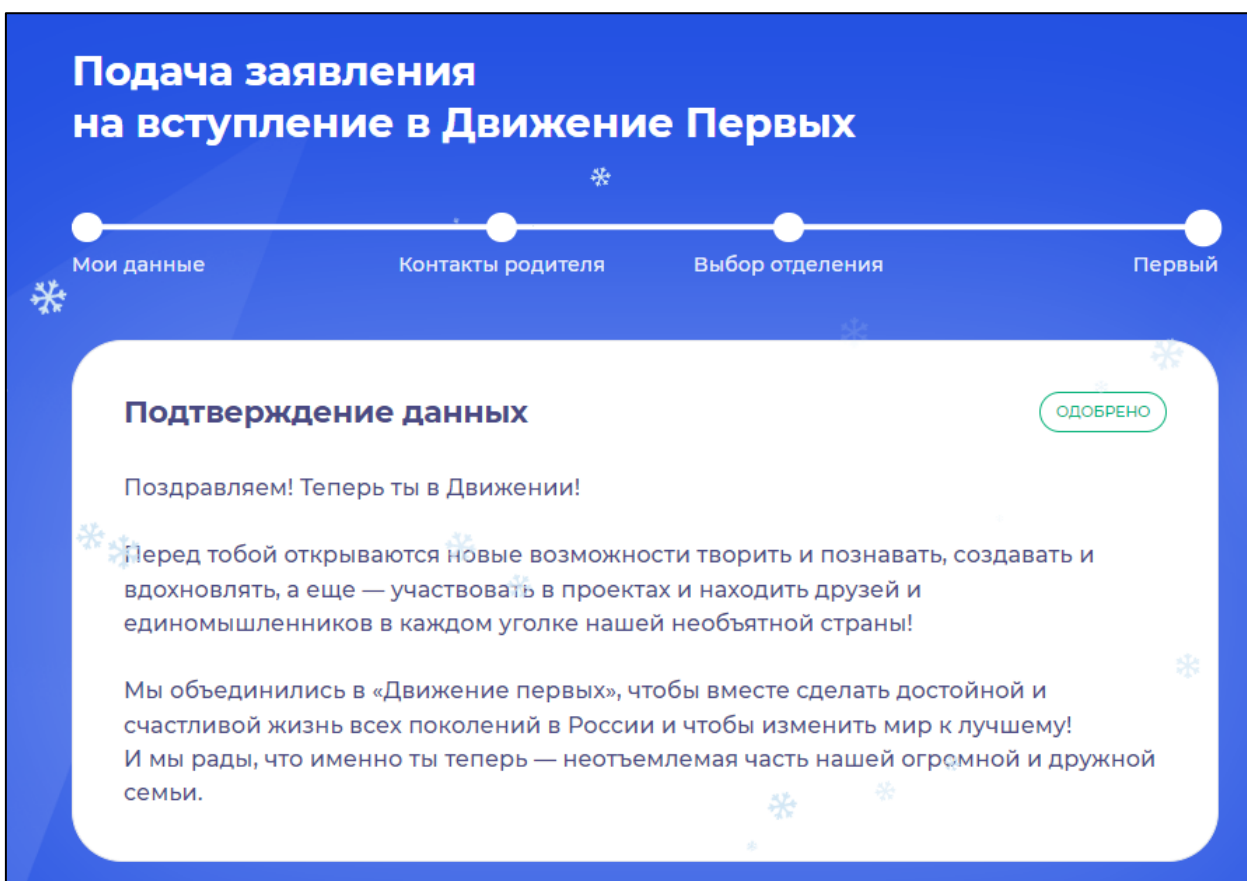 Подача заявления
на вступление в Движение Первых
Мои данные
Контакты родителя
Выбор отделения
Первый
Подтверждение данных
ОДОБРЕНО
Поздравляем! Теперь ты в Движении!
Перед тобой открываются новые возможности творить и познавать, создавать и
вдохновлять, а еще — участвовать в проектах и находить друзей и
единомышленников в каждом уголке нашей необъятной страны!
Мы объединились в «Движение первых», чтобы вместе сделать достойной и
счастливой жизнь всех поколений в России и чтобы изменить мир к лучшему!
И мы рады, что именно ты теперь — неотъемлемая часть нашей огромной и дружной
семьи.